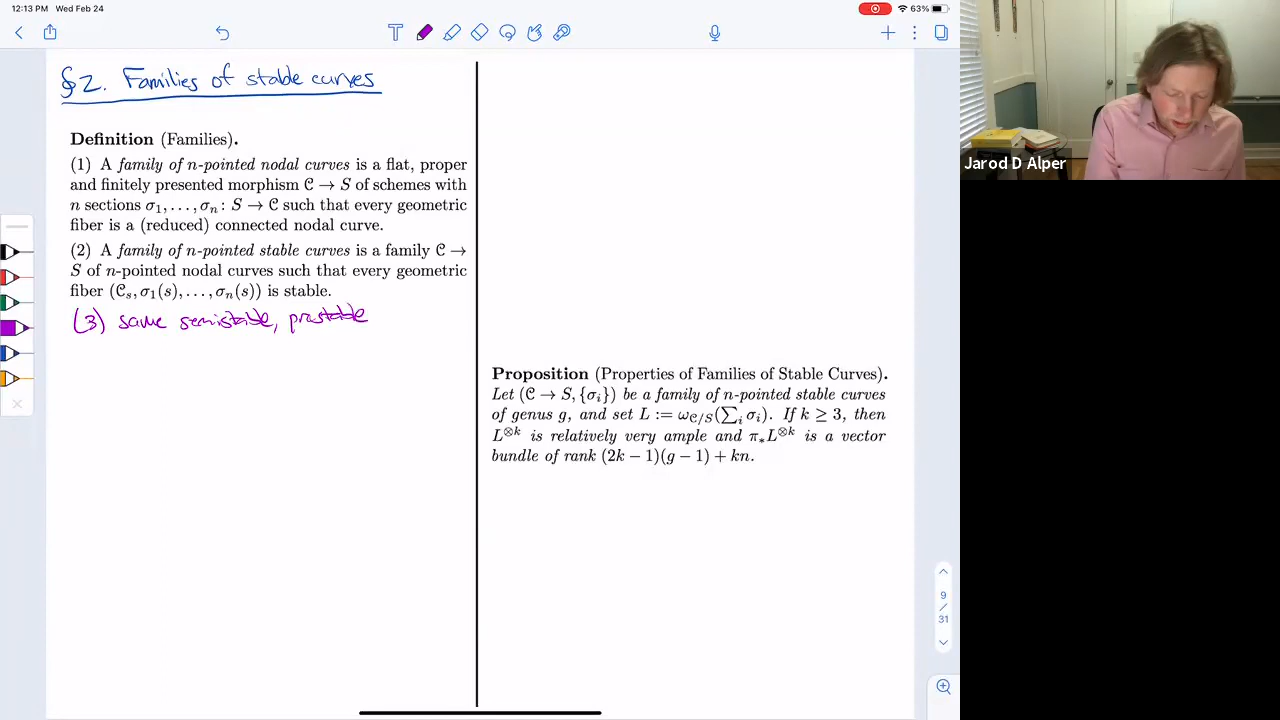 12:13 PM Wed Feb 24
63%
§2. Families of stable curves
Definition (Families).
(1) A family of n-pointed nodal curves is a flat, proper
and finitely presented morphism 𝒞 → S of schemes with
n sections σ₁, …, σₙ : S → 𝒞 such that every geometric
fiber is a (reduced) connected nodal curve.
(2) A family of n-pointed stable curves is a family 𝒞 →
S of n-pointed nodal curves such that every geometric
fiber (𝒞ₛ, σ₁(s), …, σₙ(s)) is stable.
(3) same semistable, prestable
Proposition (Properties of Families of Stable Curves).
Let (𝒞 → S, {σᵢ}) be a family of n-pointed stable curves
of genus g, and set L := ω_{𝒞/S}(∑ᵢ σᵢ). If k ≥ 3, then
L^{⊗k} is relatively very ample and π_*L^{⊗k} is a vector
bundle of rank (2k − 1)(g − 1) + kn.
9
/
31
Jarod D Alper